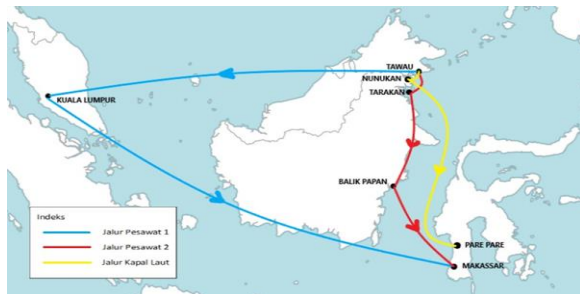 TAWAU
NUNUKAN
TARAKAN
KUALA LUMPUR
BALIK PAPAN
PARE PARE
MAKASSAR
Indeks
Jalur Pesawat 1
Jalur Pesawat 2
Jalur Kapal Laut